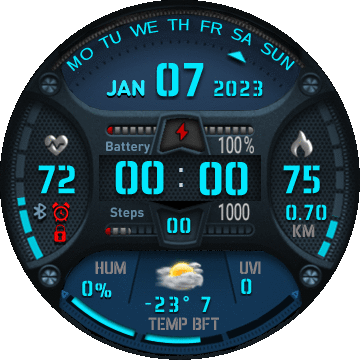 MO TU WE TH FR SA SUN
JAN 07 2023
Battery 100%
72 00 : 00 75
Steps 00 1000
0.70
KM
HUM UVI
0% 0
-23° 7
TEMP BFT